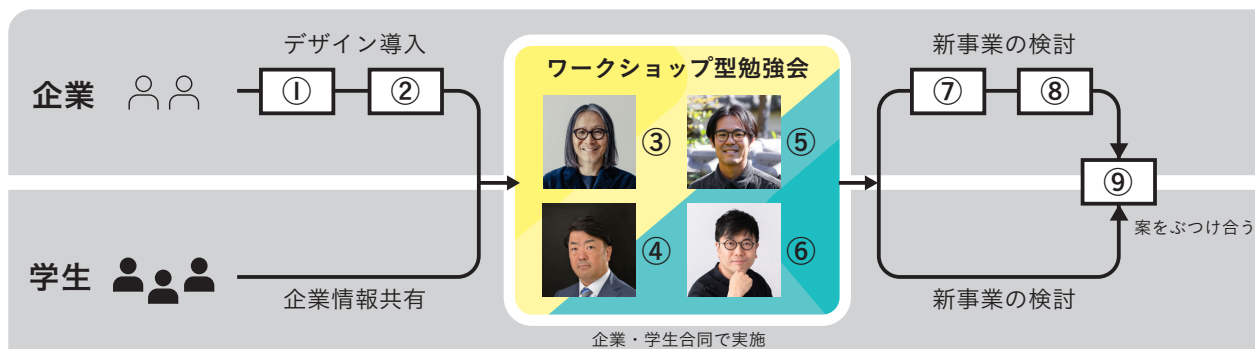 デザイン導入
企業
①
②
ワークショップ型勉強会
③
⑤
④
⑥
企業・学生合同で実施
新事業の検討
⑦
⑧
⑨
案をぶつけ合う
学生
企業情報共有
新事業の検討